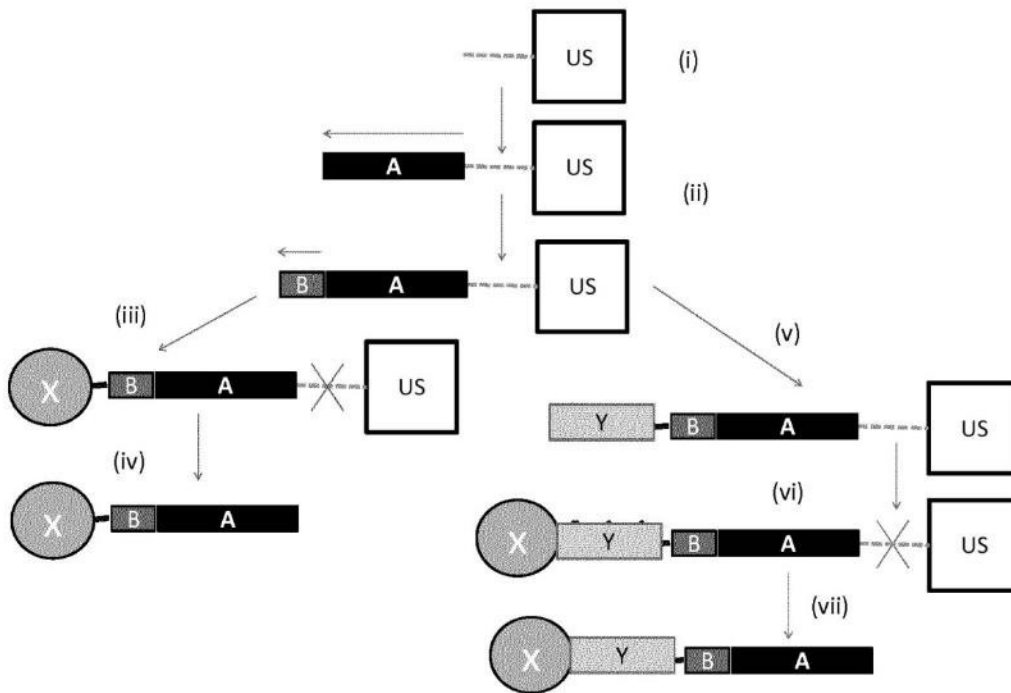 US (i)
A US (ii)
B A US
(iii) (v)
X B A US
Y B A US
(iv) (vi)
X B A
X Y B A US
(vii)
X Y B A